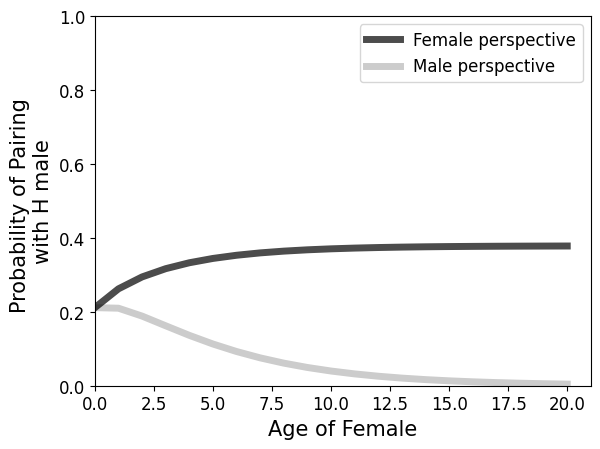 Female perspective
Male perspective
1.0
0.8
0.6
0.4
0.2
0.0
Probability of Pairing
with H male
0.0 2.5 5.0 7.5 10.0 12.5 15.0 17.5 20.0
Age of Female